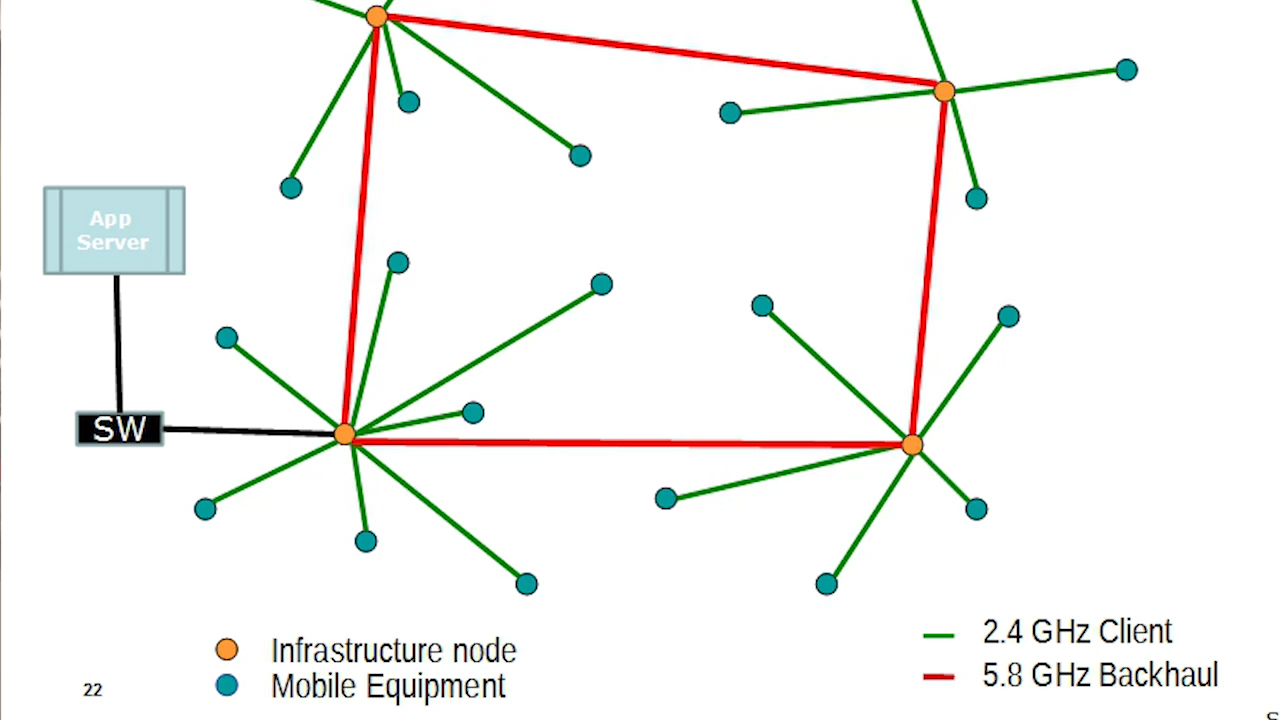 App
Server
SW
Infrastructure node
Mobile Equipment
2.4 GHz Client
5.8 GHz Backhaul
22